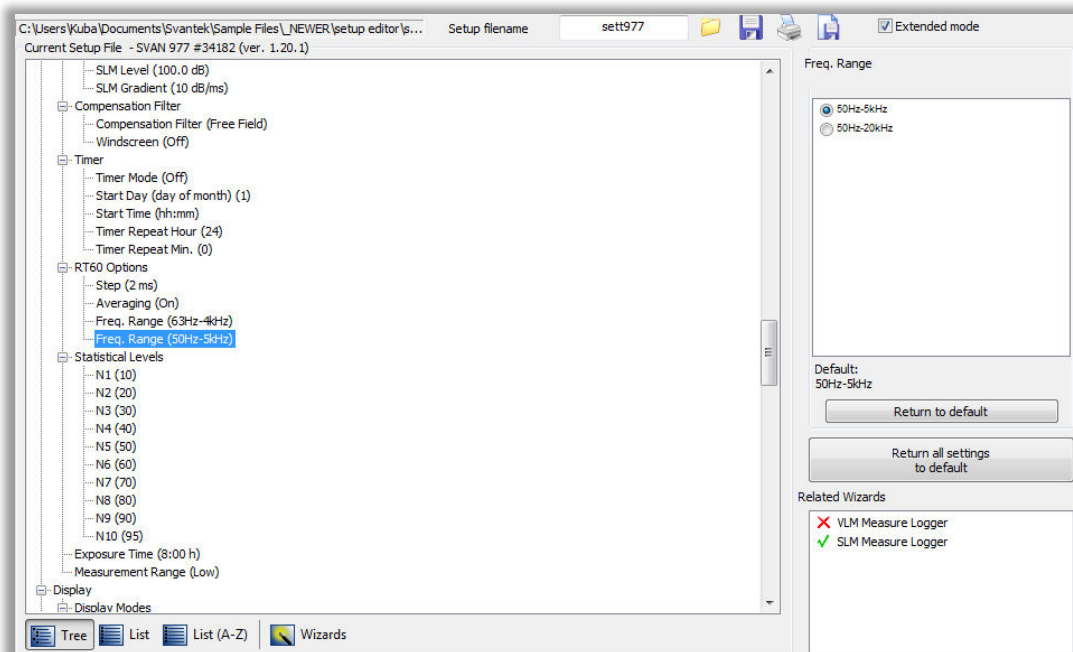 C:\Users\Kuba\Documents\Svantek\Sample Files\_NEWER\setup editor\s...
Setup filename
sett977
Extended mode
Current Setup File - SVAN 977 #34182 (ver. 1.20.1)
SLM Level (100.0 dB)
SLM Gradient (10 dB/ms)
Compensation Filter
Compensation Filter (Free Field)
Windscreen (Off)
Timer
Timer Mode (Off)
Start Day (day of month) (1)
Start Time (hh:mm)
Timer Repeat Hour (24)
Timer Repeat Min. (0)
RT60 Options
Step (2 ms)
Averaging (On)
Freq. Range (63Hz-4kHz)
Freq. Range (50Hz-5kHz)
Statistical Levels
N1 (10)
N2 (20)
N3 (30)
N4 (40)
N5 (50)
N6 (60)
N7 (70)
N8 (80)
N9 (90)
N10 (95)
Exposure Time (8:00 h)
Measurement Range (Low)
Display
Display Modes
Tree
List
List (A-Z)
Wizards
Freq. Range
50Hz-5kHz
50Hz-20kHz
Default:
50Hz-5kHz
Return to default
Return all settings
to default
Related Wizards
VLM Measure Logger
SLM Measure Logger